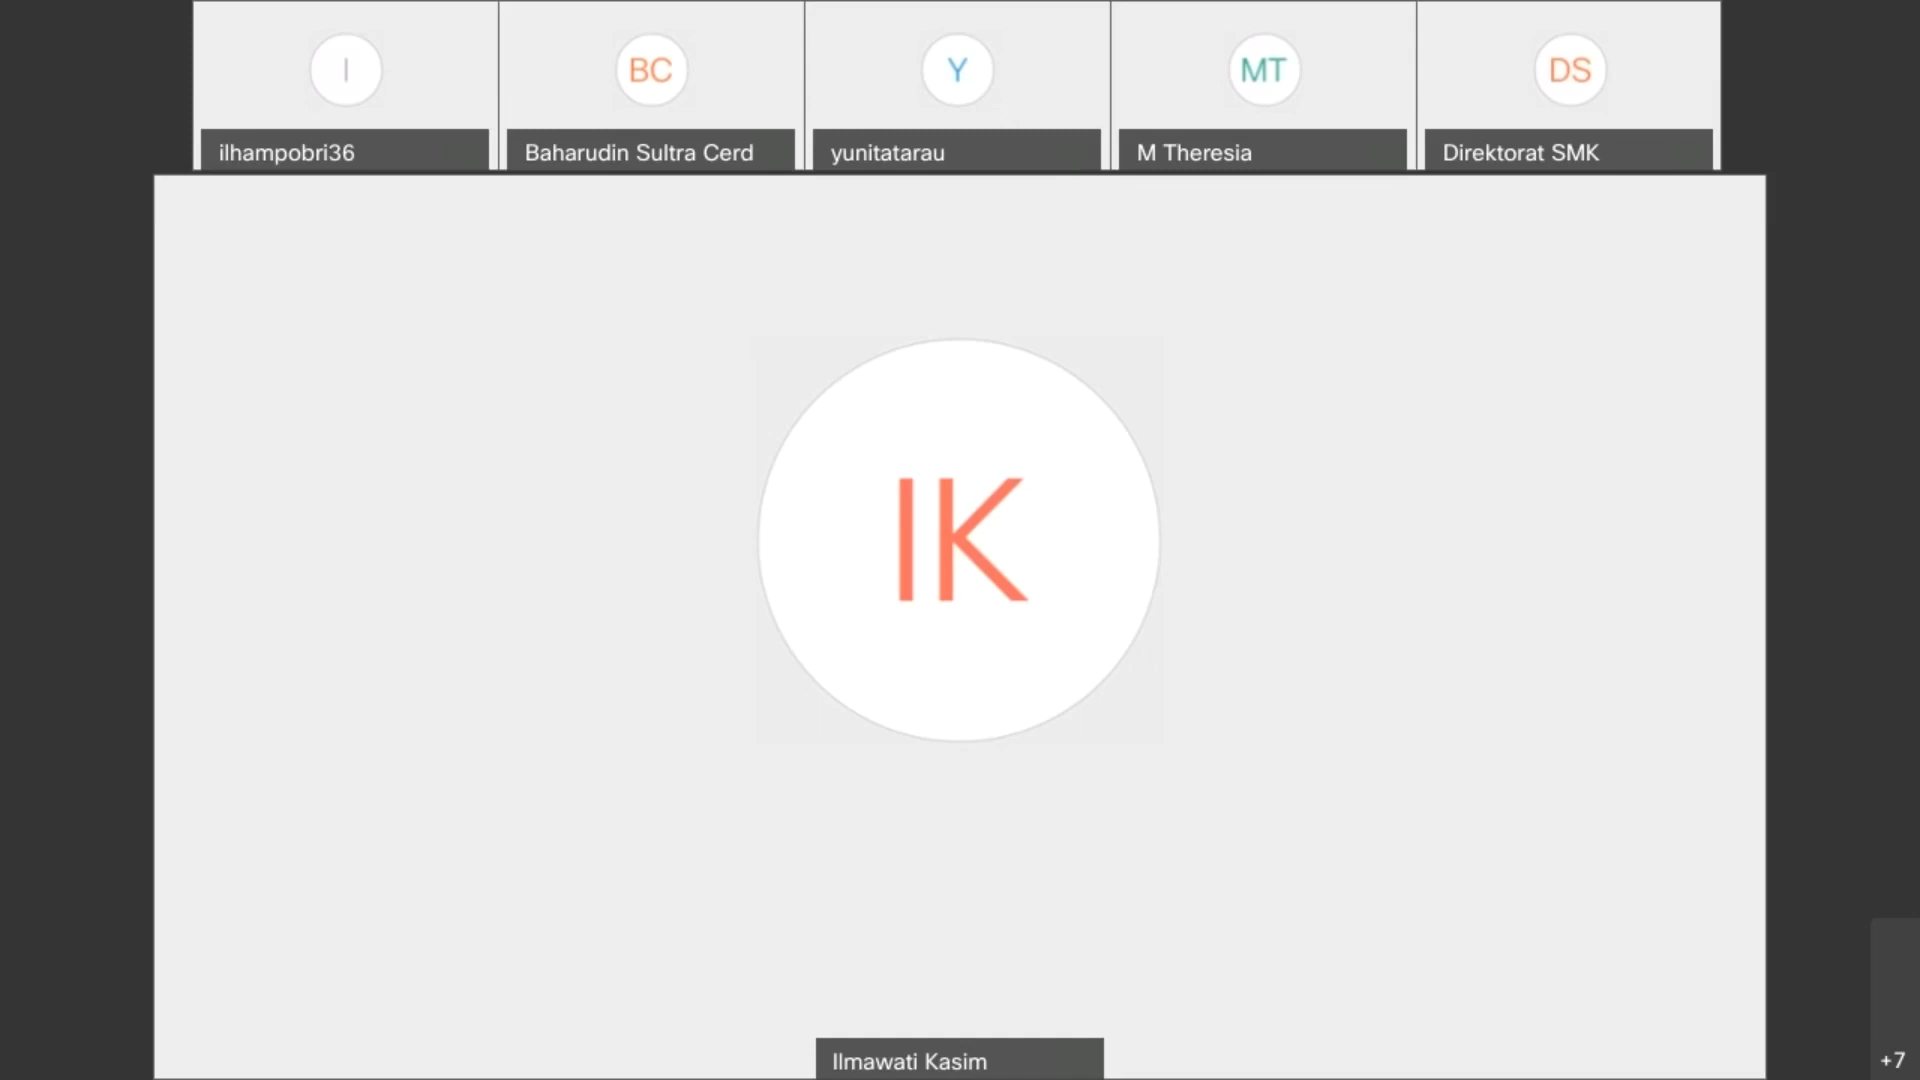 I
BC
Y
MT
DS
ilhampobri36
Baharudin Sultra Cerd
yunitatarau
M Theresia
Direktorat SMK
IK
Ilmawati Kasim
+7